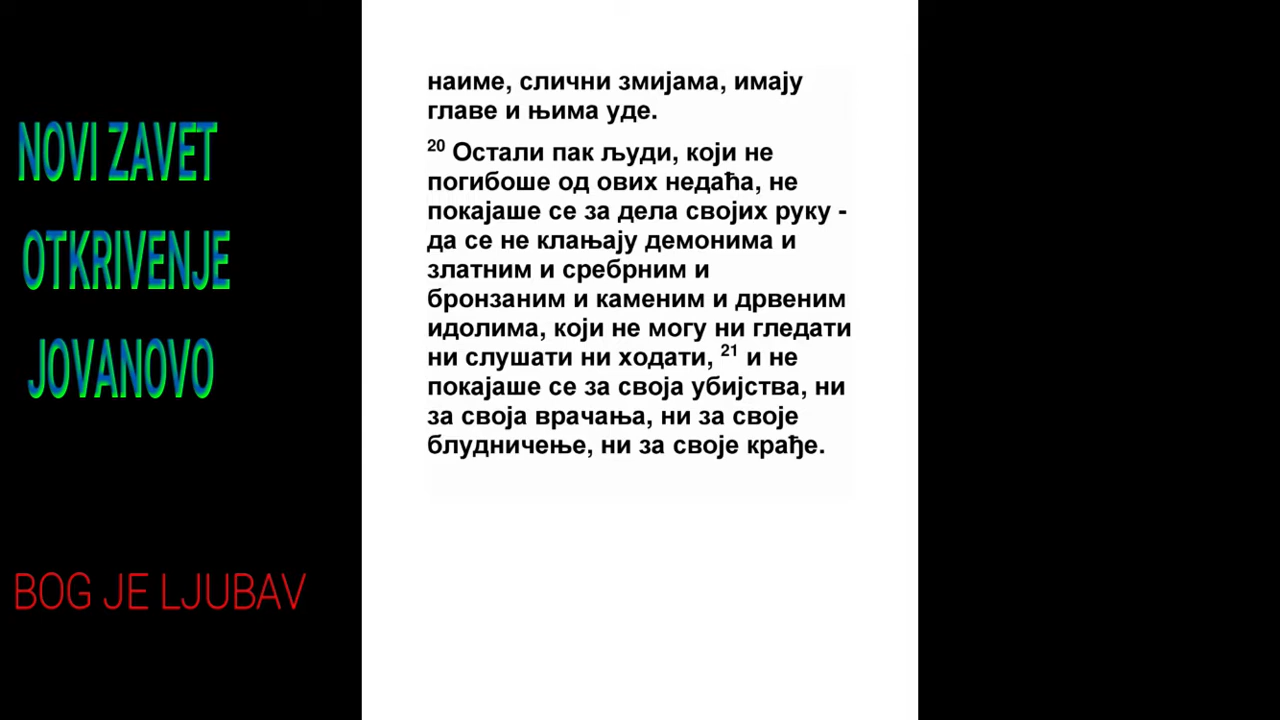 NOVI ZAVET
OTKRIVENJE
JOVANOVO
BOG JE LJUBAV
наиме, слични змијама, имају
главе и њима уде.
20 Остали пак људи, који не
погибоше од ових недаћа, не
покајаше се за дела својих руку -
да се не клањају демонима и
златним и сребрним и
бронзаним и каменим и дрвеним
идолима, који не могу ни гледати
ни слушати ни ходати, 21 и не
покајаше се за своја убијства, ни
за своја врачања, ни за своје
блудничење, ни за своје крађе.